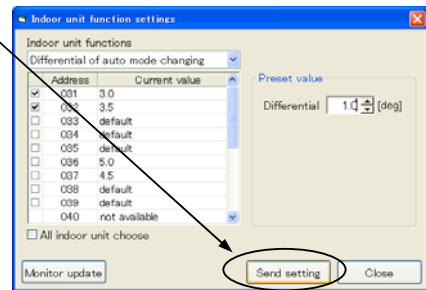 Indoor unit function settings
Indoor unit functions
Differential of auto mode changing
Address Current value
031 3.0
032 3.5
033 default
034 default
035 default
036 5.0
037 4.5
038 default
039 default
040 not available
All indoor unit choose
Preset value
Differential 1.0 [deg]
Monitor update Send setting Close